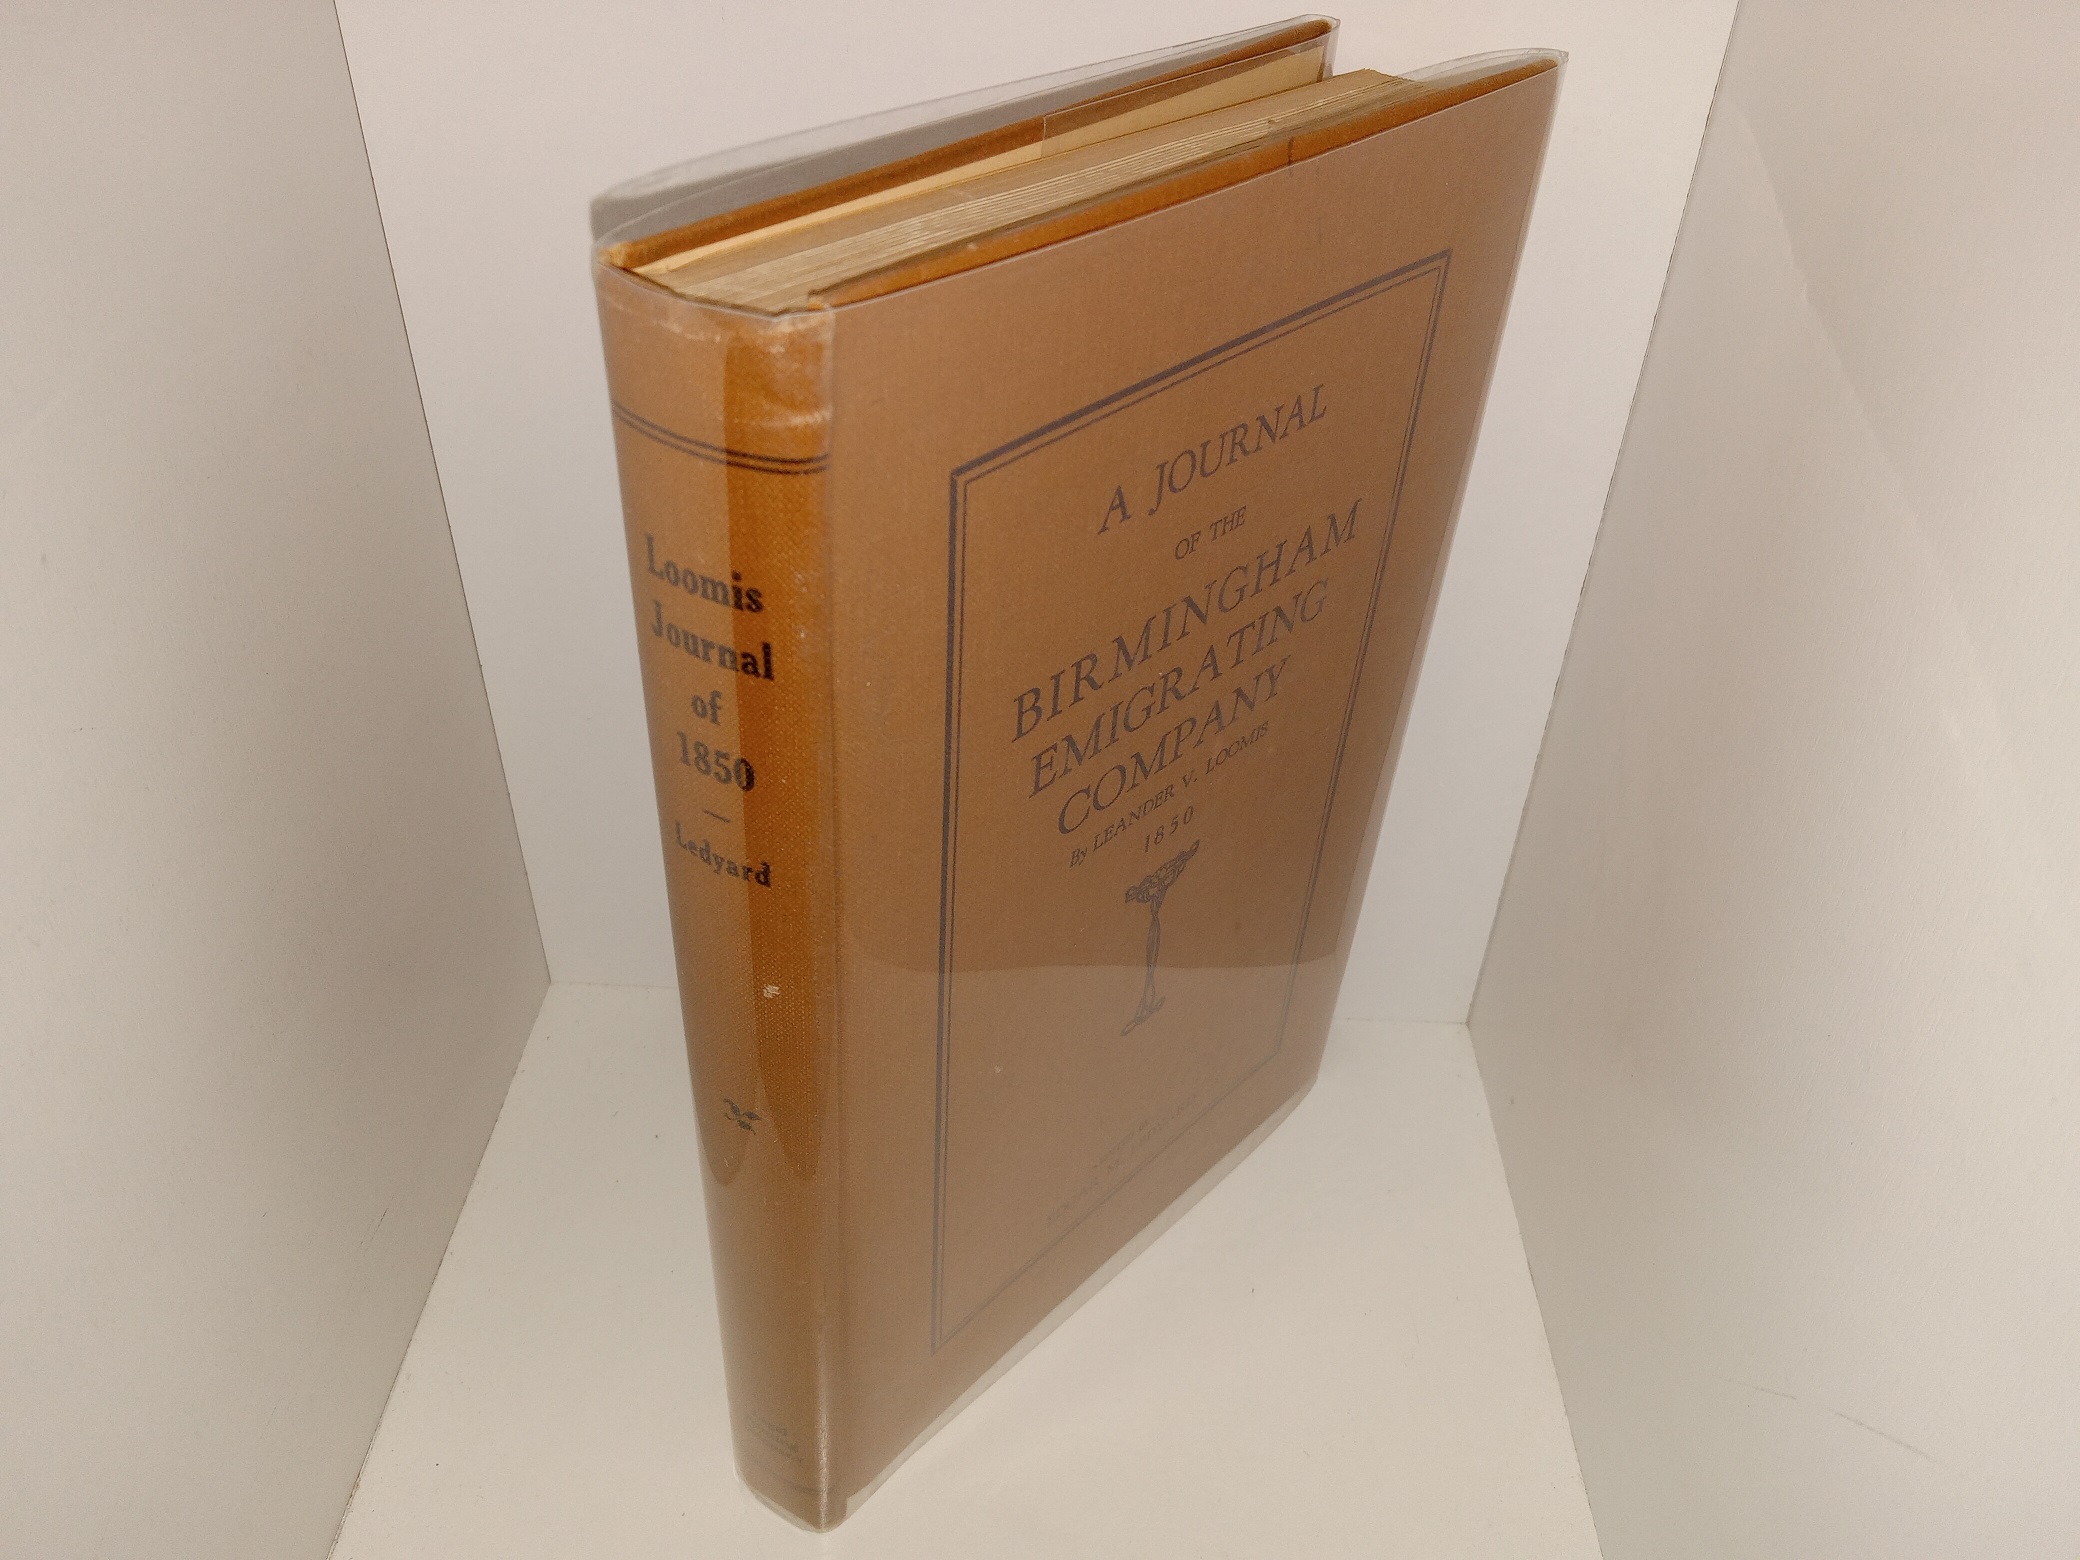 Loomis
Journal
of
1850
Ledyard
A JOURNAL
OF THE
BIRMINGHAM
EMIGRATING
COMPANY
By LEANDER V. LOOMIS
1850